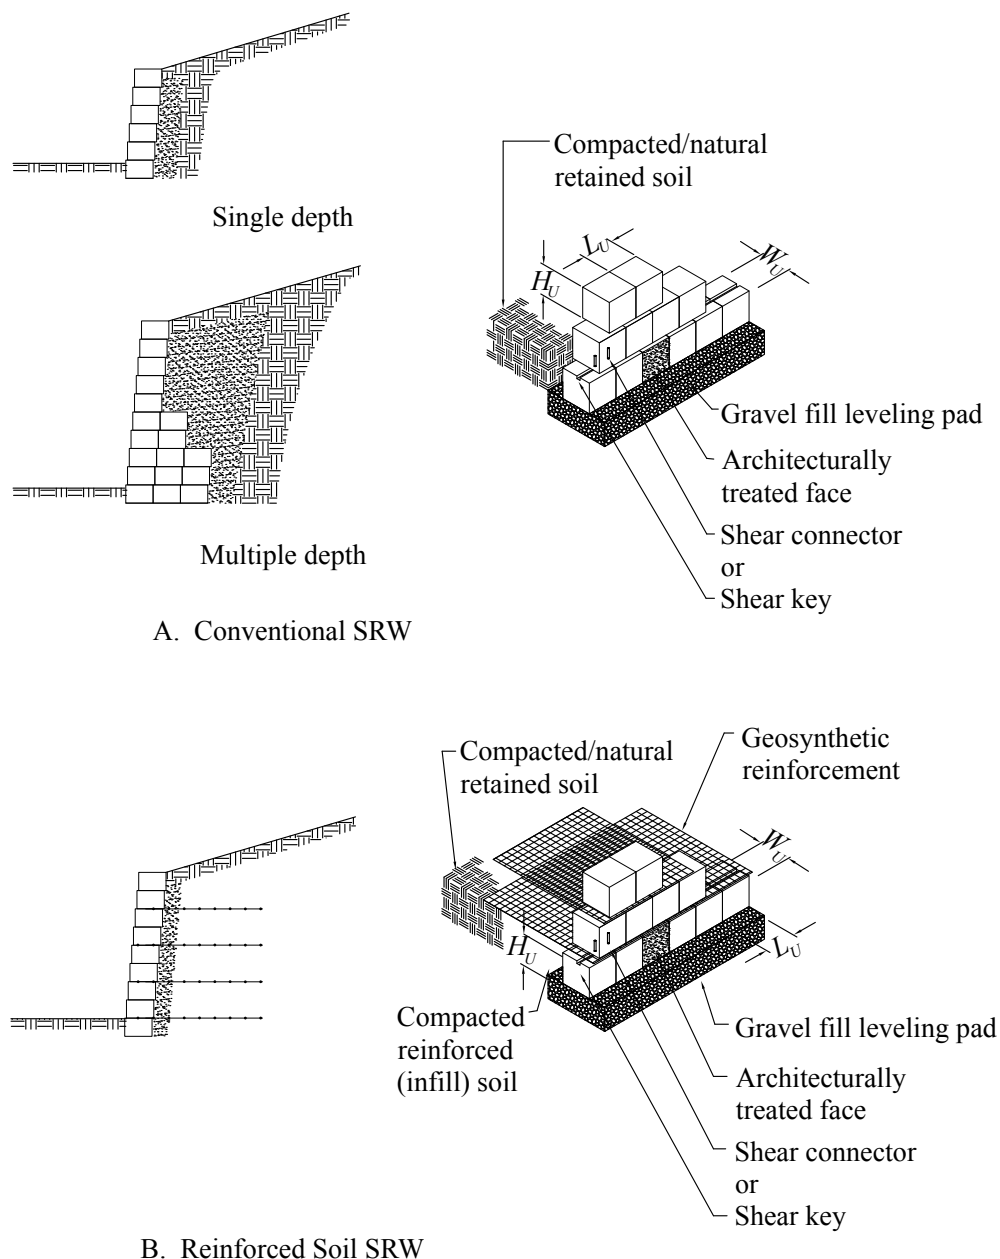 Single depth
Compacted/natural
retained soil
L_U
H_U
W_U
Gravel fill leveling pad
Architecturally
treated face
Shear connector
or
Shear key
Multiple depth
A. Conventional SRW
Compacted/natural
retained soil
Geosynthetic
reinforcement
W_U
H_U
L_U
Compacted
reinforced
(infill) soil
Gravel fill leveling pad
Architecturally
treated face
Shear connector
or
Shear key
B. Reinforced Soil SRW